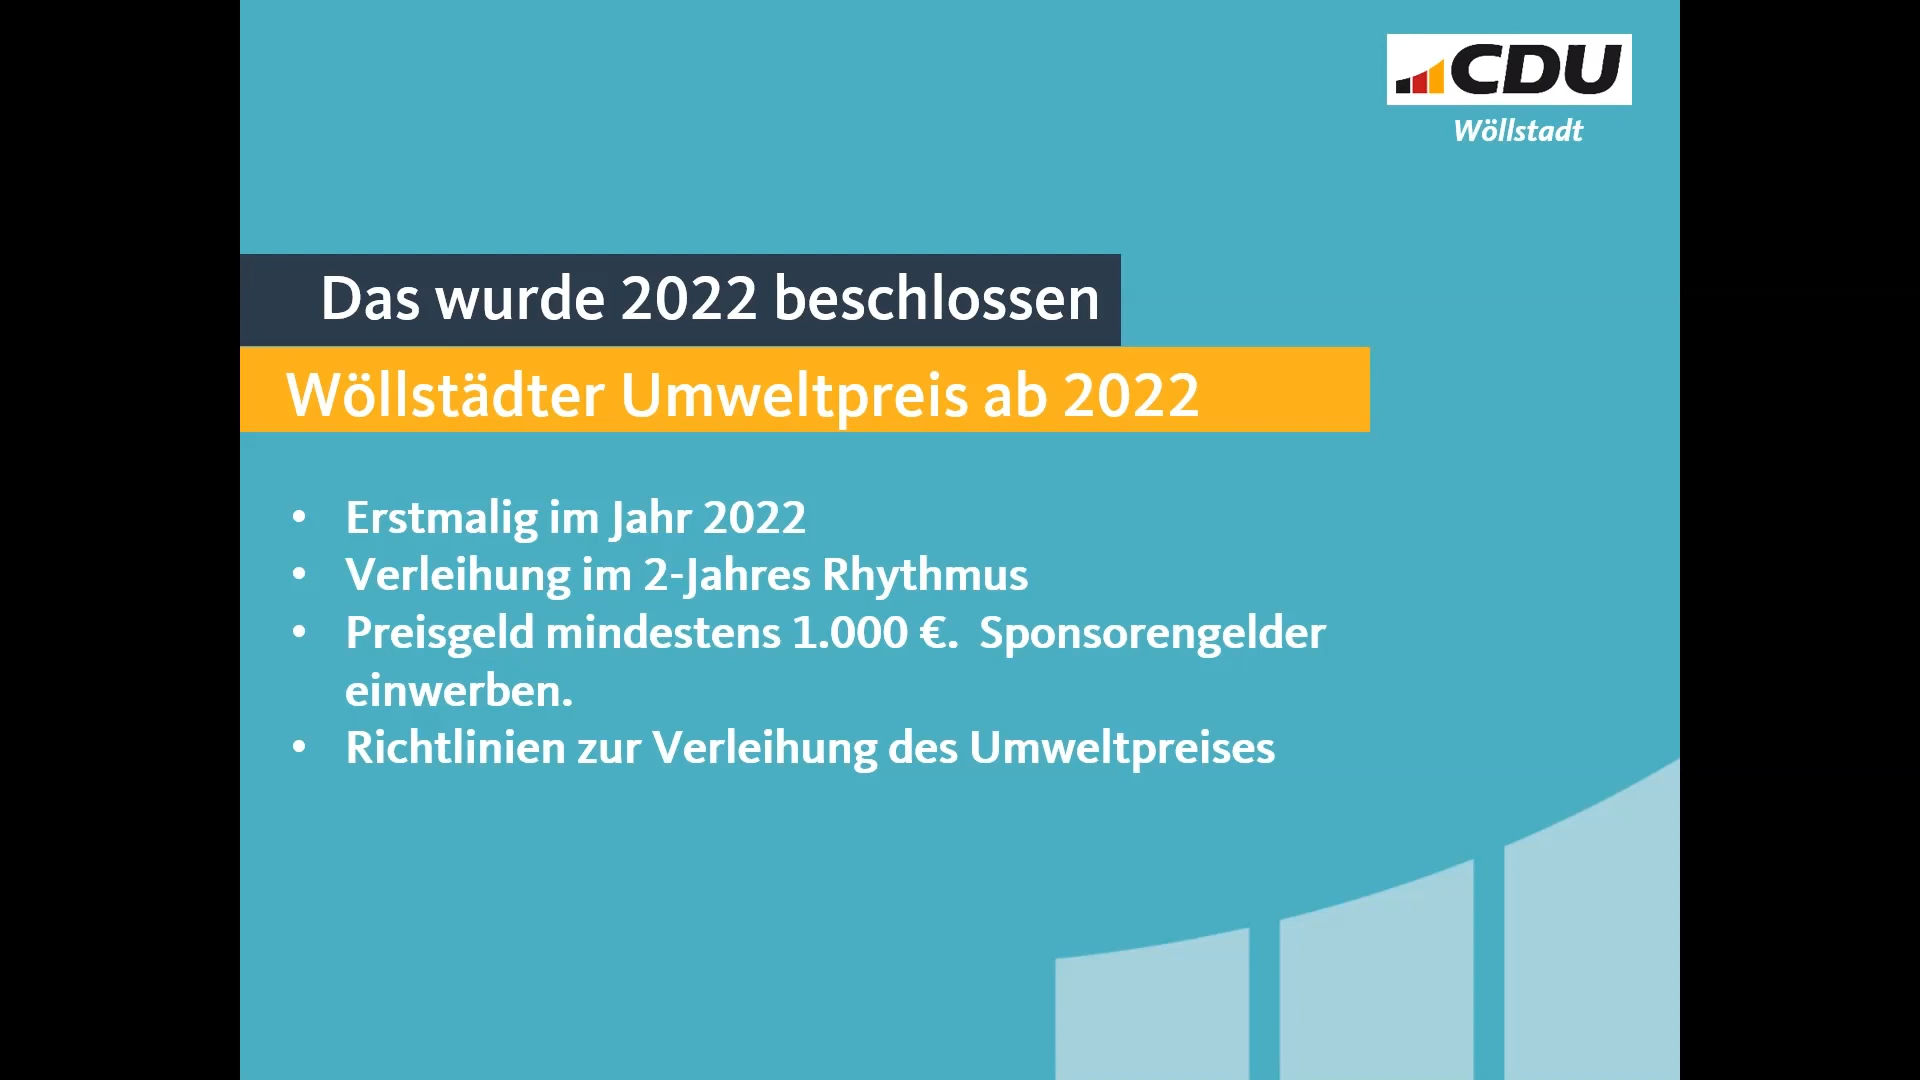 CDU
Wöllstadt
Das wurde 2022 beschlossen
Wöllstädter Umweltpreis ab 2022
• Erstmalig im Jahr 2022
• Verleihung im 2-Jahres Rhythmus
• Preisgeld mindestens 1.000 €.  Sponsorengelder
einwerben.
• Richtlinien zur Verleihung des Umweltpreises